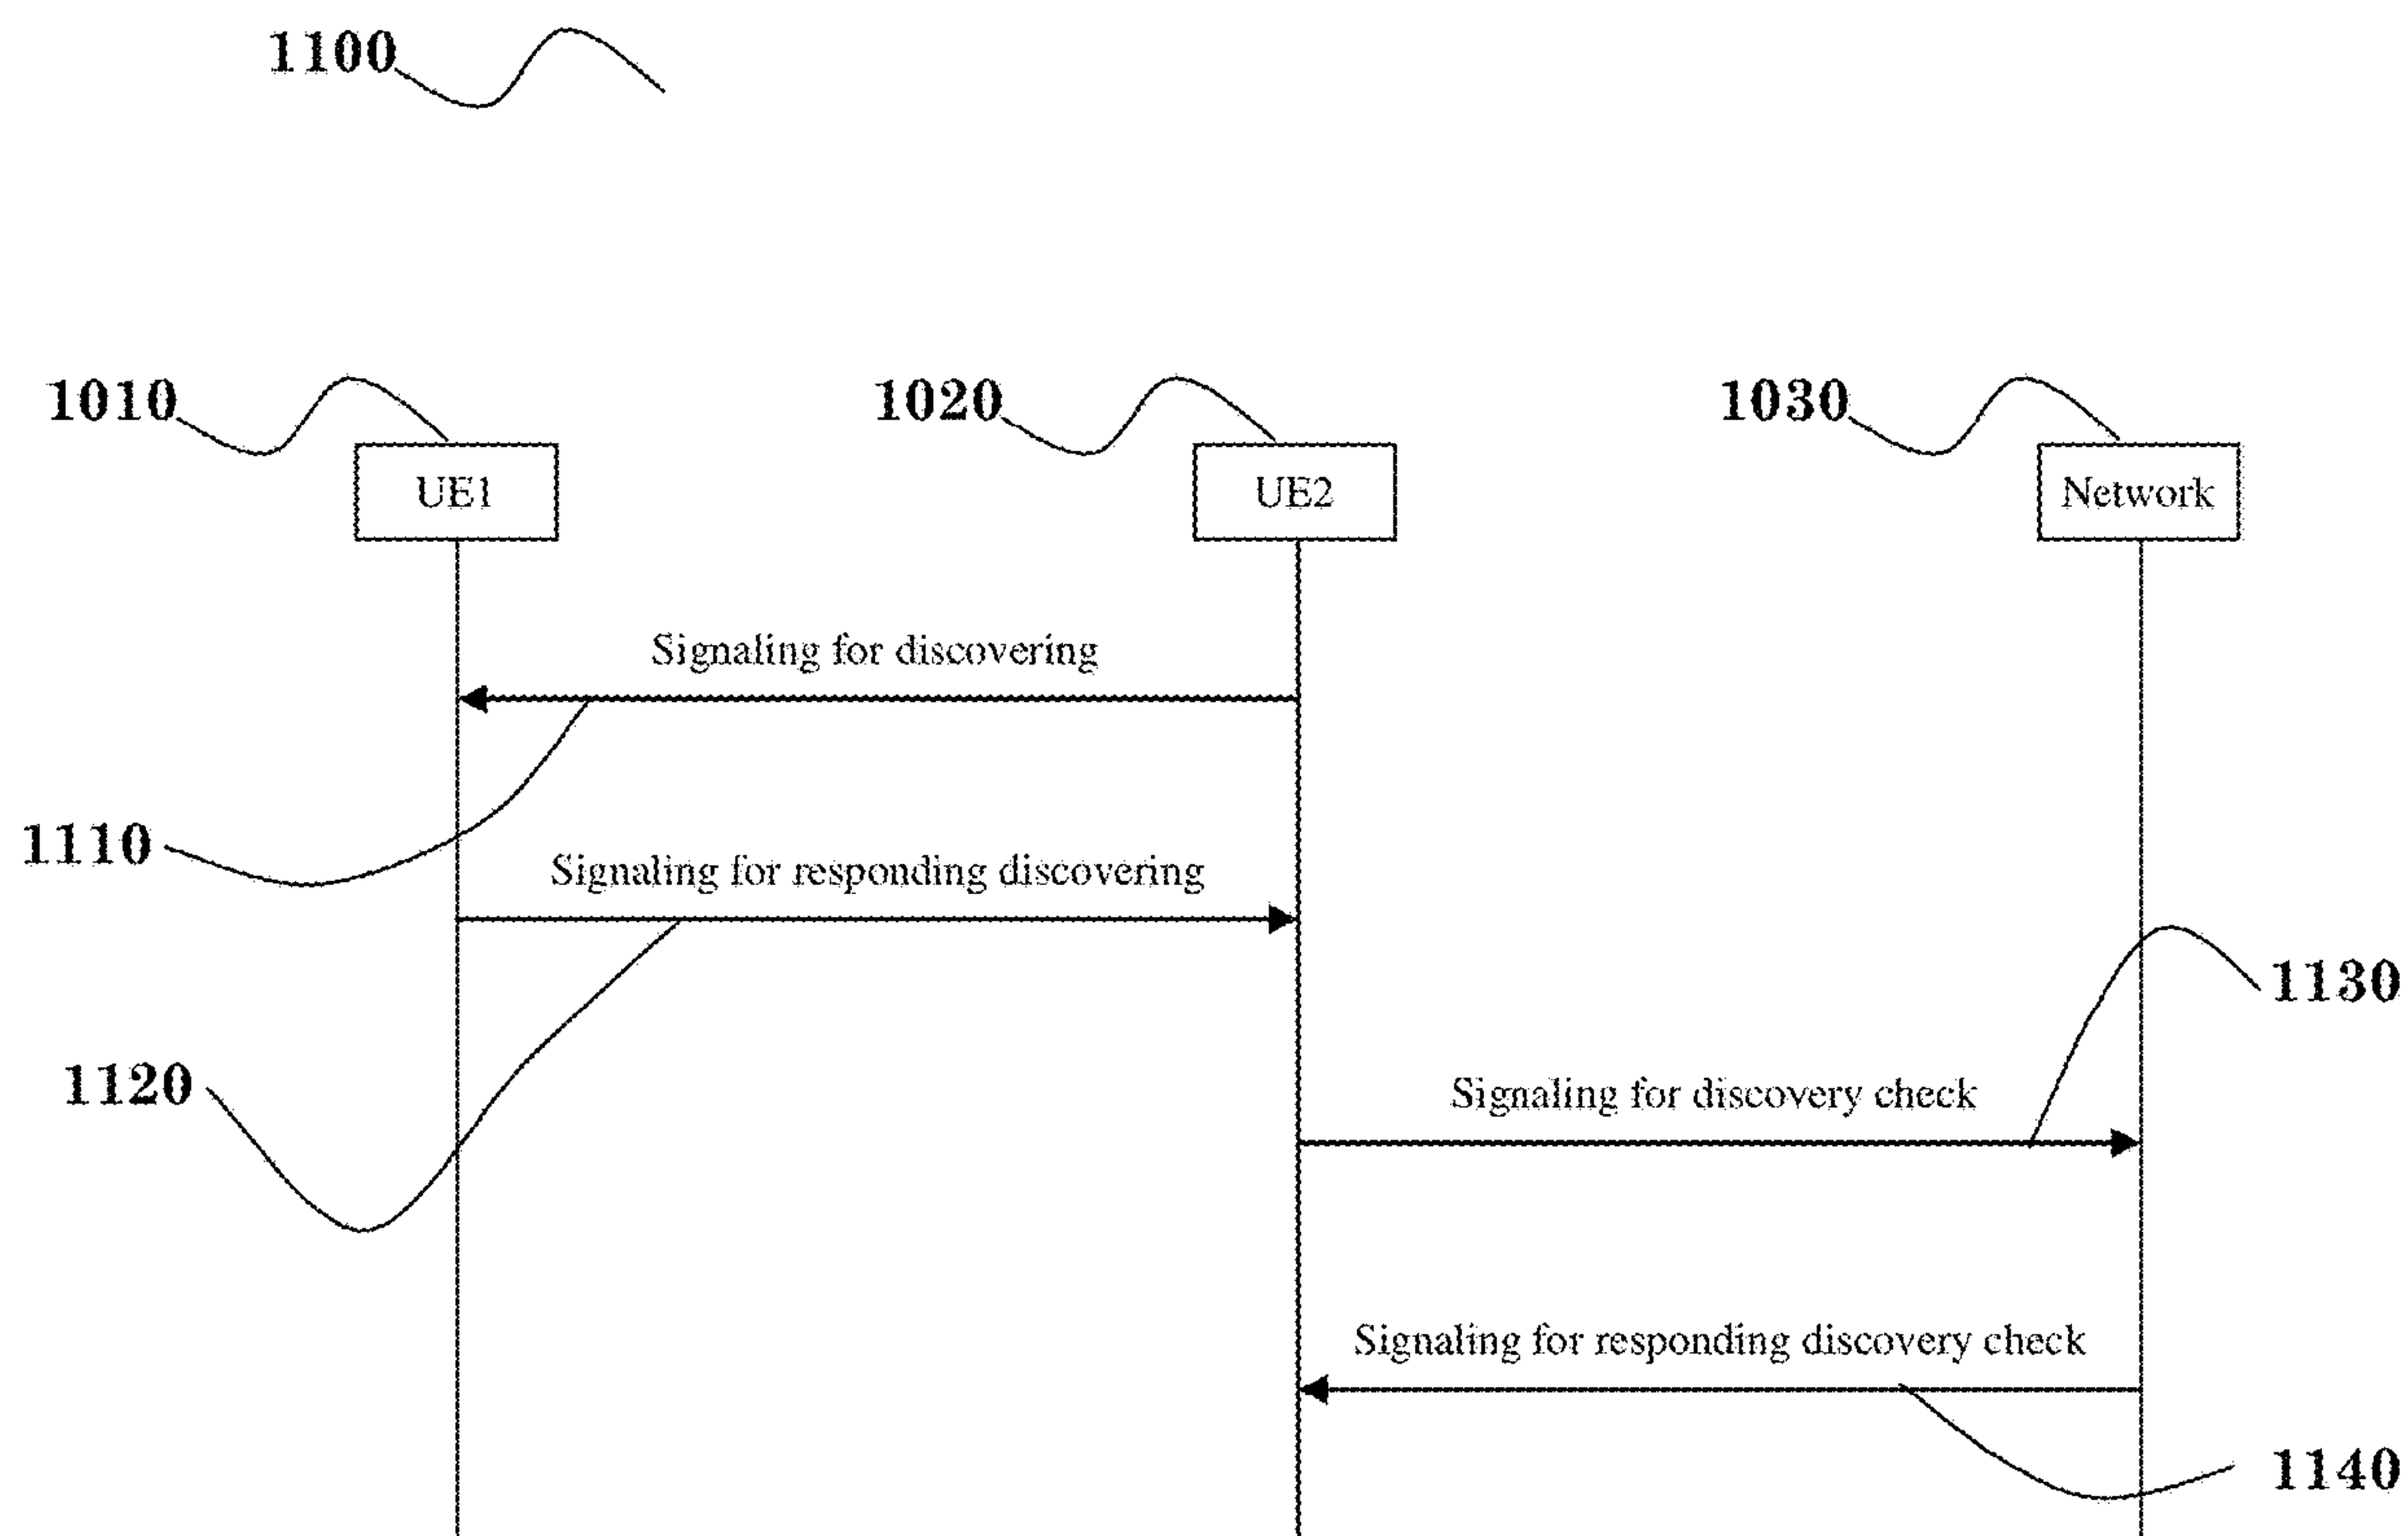 1100
1010
1020
1030
UE1
UE2
Network
Signaling for discovering
1110
Signaling for responding discovering
1130
1120
Signaling for discovery check
Signaling for responding discovery check
1140